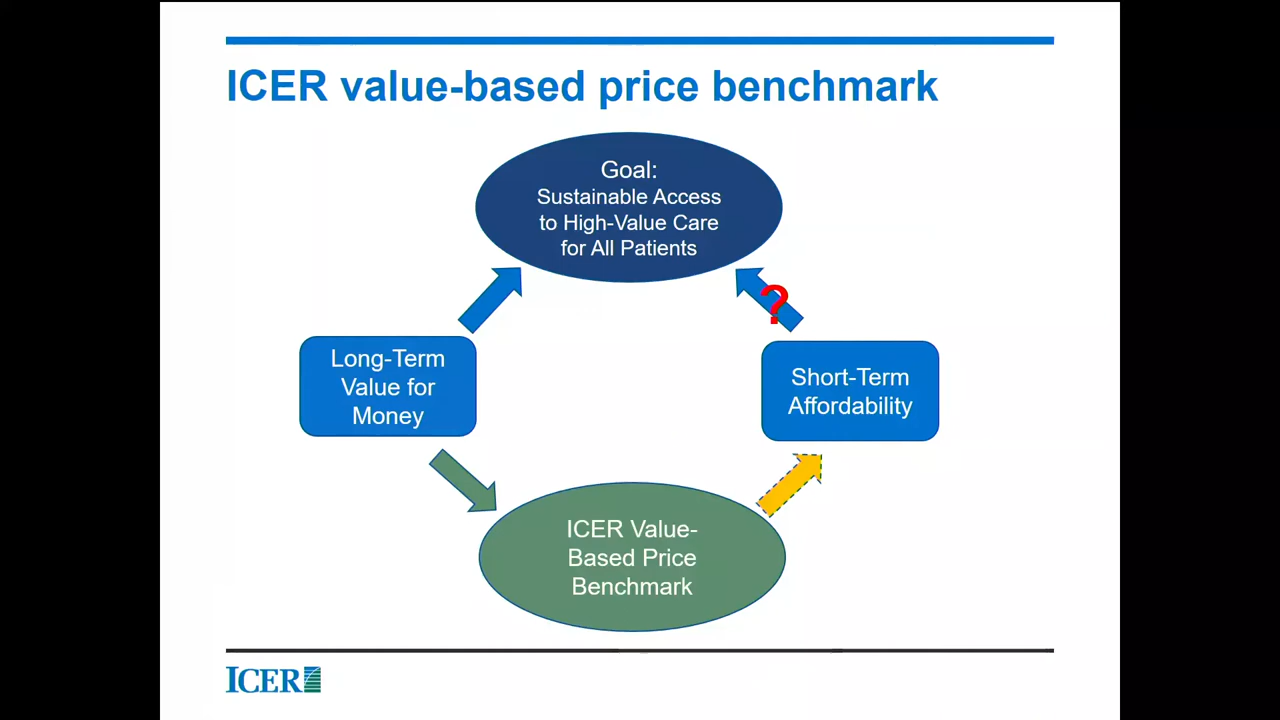 ICER value-based price benchmark
Goal:
Sustainable Access
to High-Value Care
for All Patients
?
Long-Term
Value for
Money
Short-Term
Affordability
ICER Value-
Based Price
Benchmark
ICER